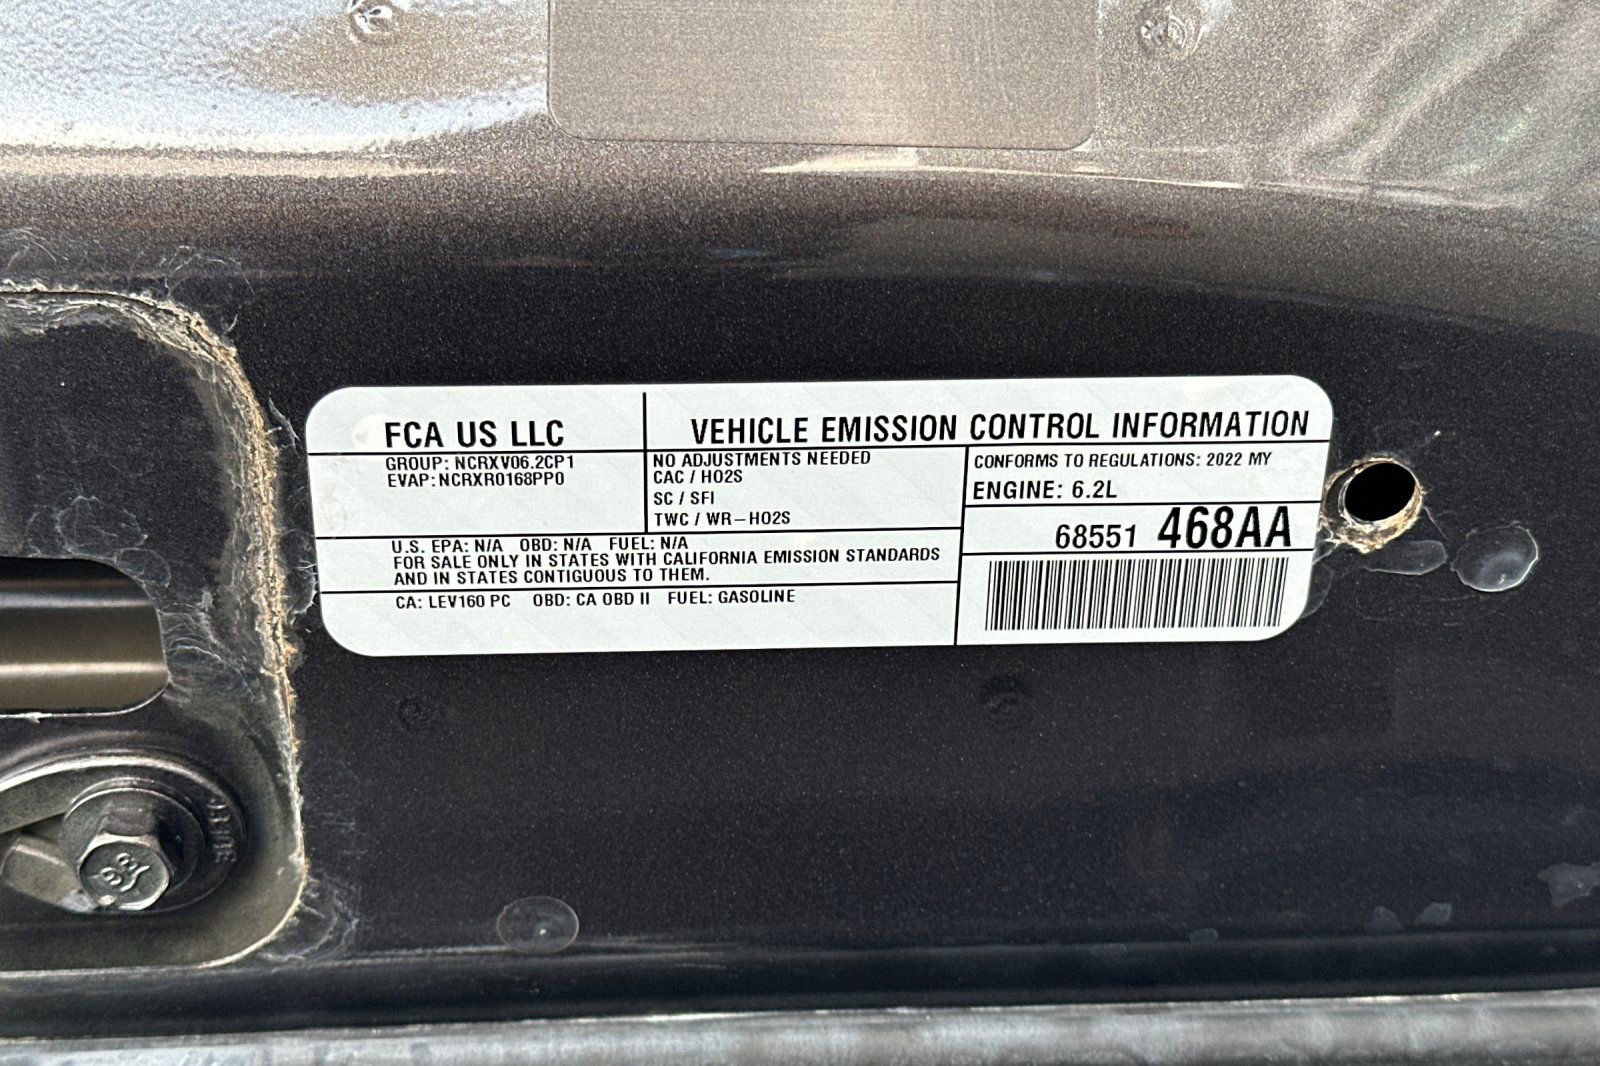 FCA US LLC
VEHICLE EMISSION CONTROL INFORMATION
GROUP: NCRXV06.2CP1
EVAP: NCRXR0168PP0
NO ADJUSTMENTS NEEDED
CAC / HO2S
SC / SFI
TWC / WR-HO2S
CONFORMS TO REGULATIONS: 2022 MY
ENGINE: 6.2L
68551 468AA
U.S. EPA: N/A OBD: N/A FUEL: N/A
FOR SALE ONLY IN STATES WITH CALIFORNIA EMISSION STANDARDS
AND IN STATES CONTIGUOUS TO THEM.
CA: LEV160 PC OBD: CA OBD II FUEL: GASOLINE